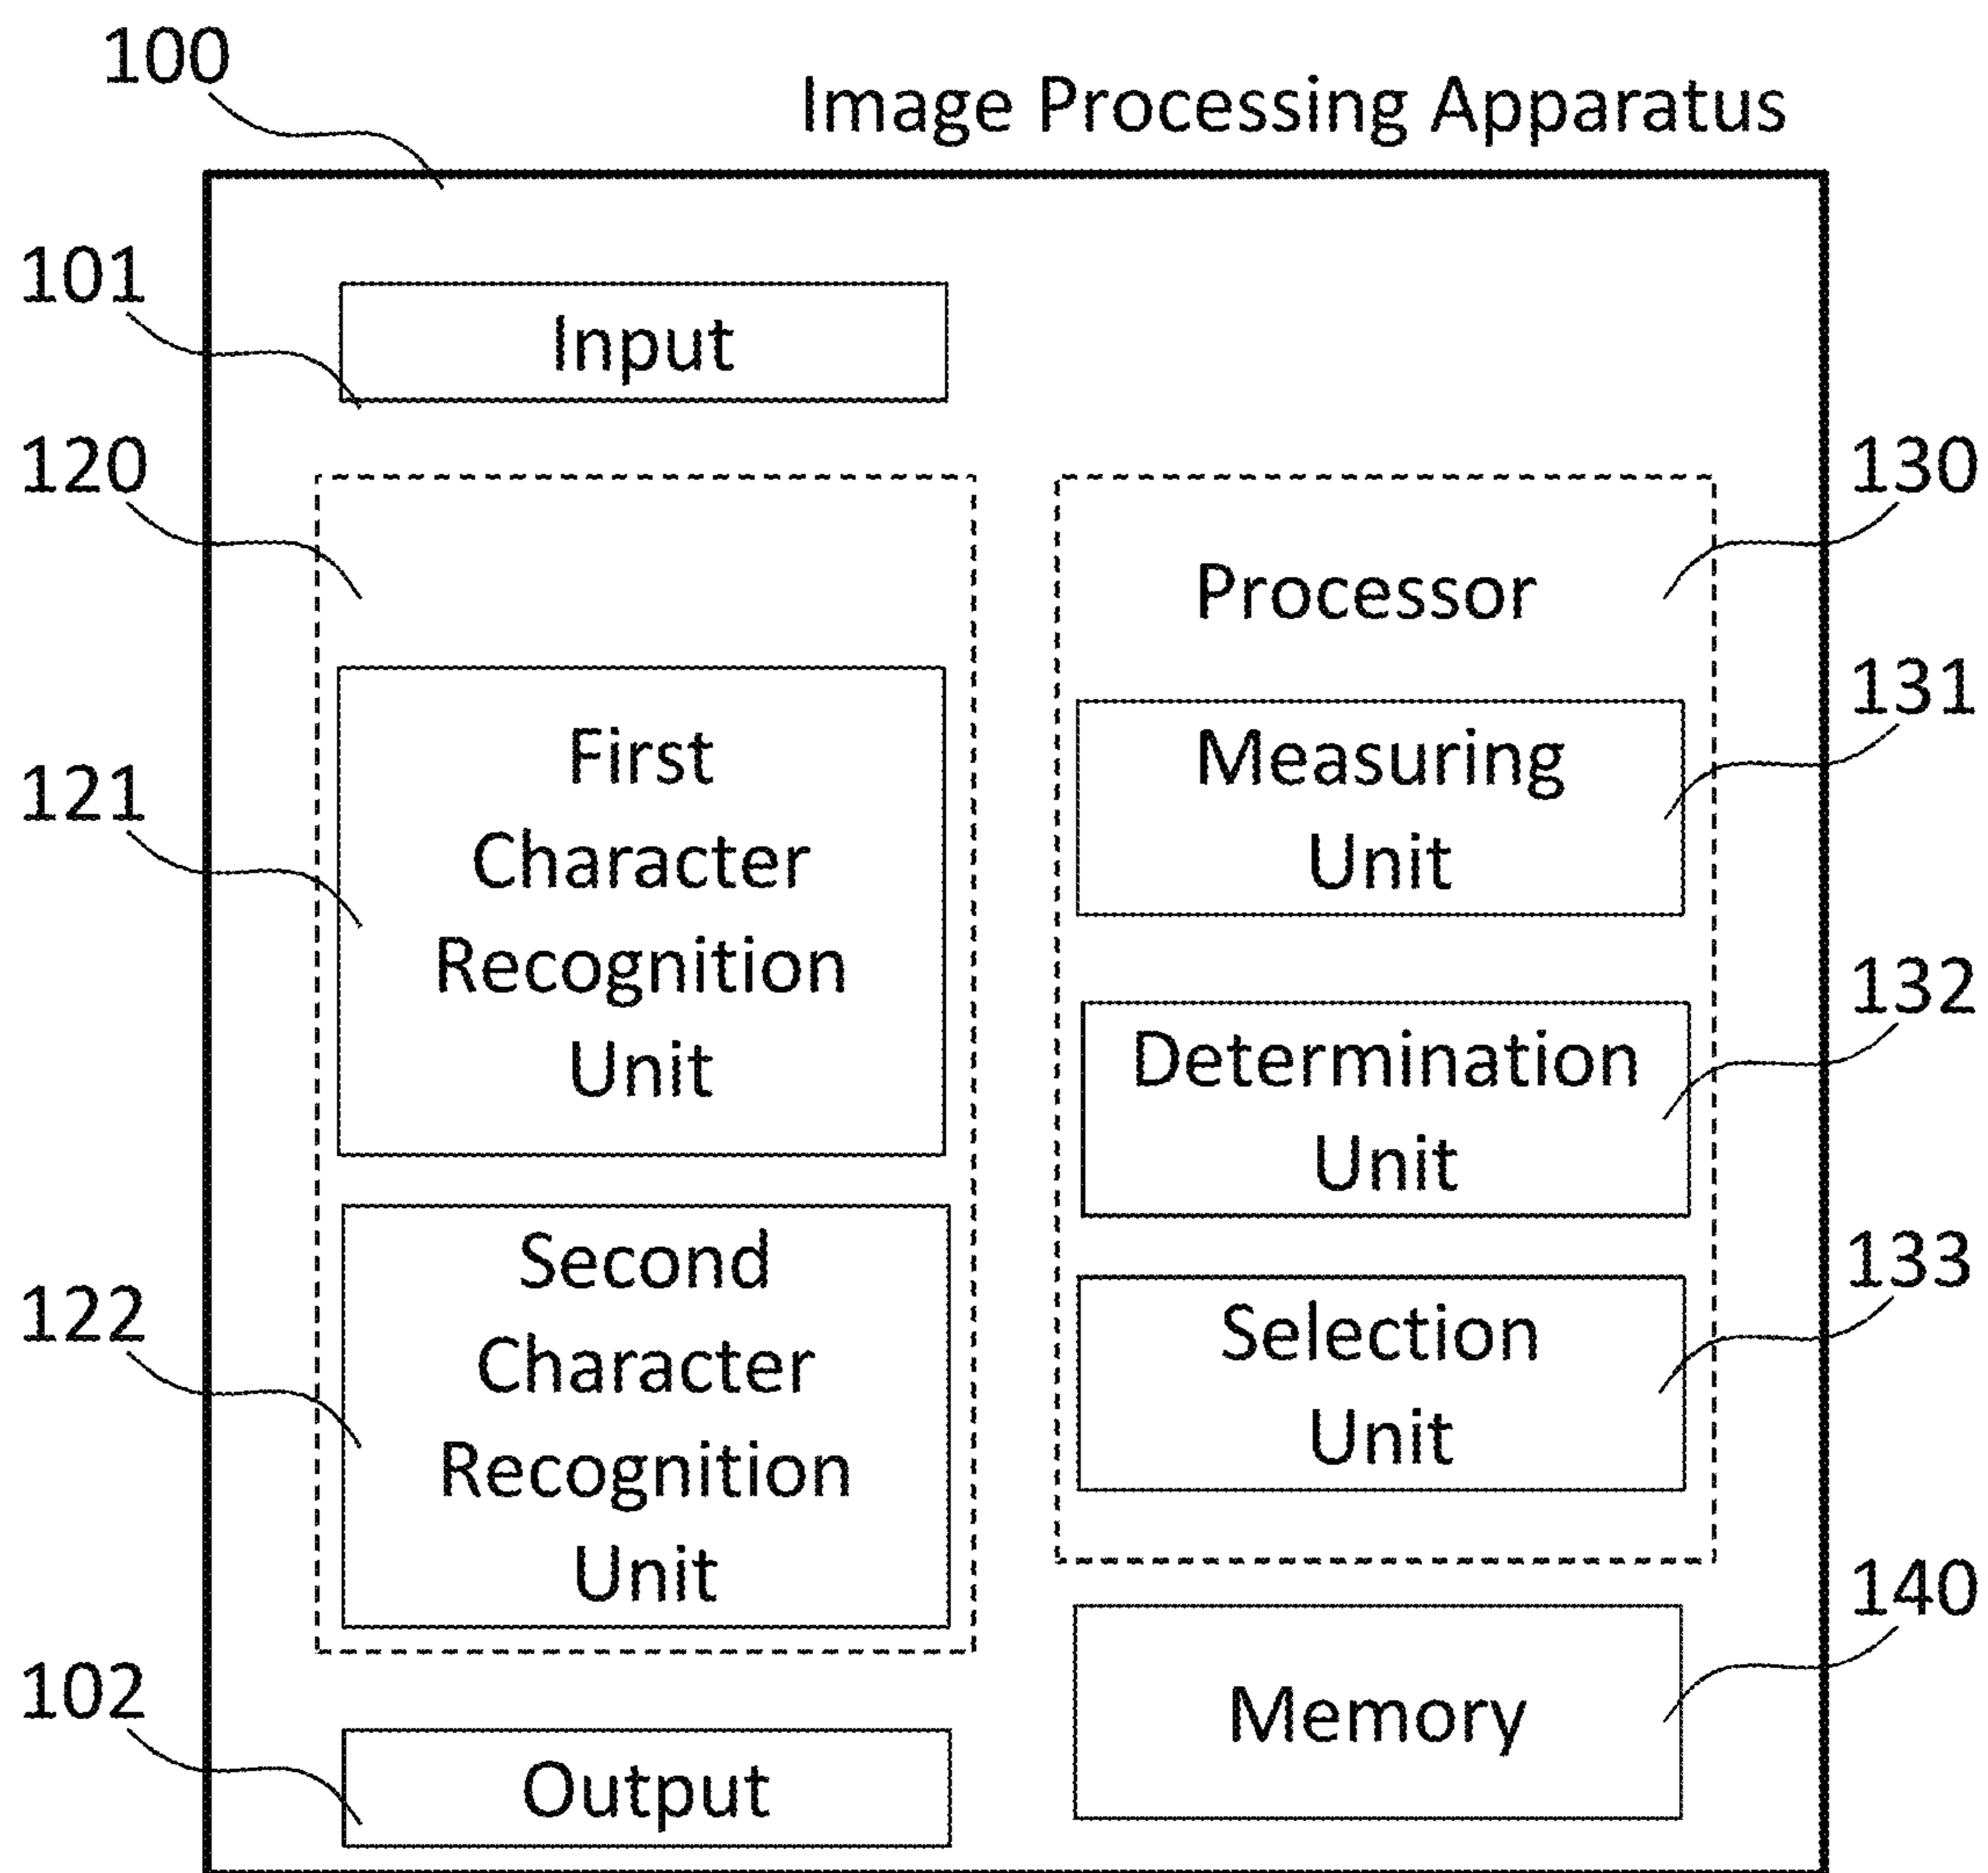 100
Image Processing Apparatus
101
Input
120
First
Character
Recognition
Unit
121
Second
Character
Recognition
Unit
122
102
Output
130
Processor
131
Measuring
Unit
132
Determination
Unit
133
Selection
Unit
140
Memory